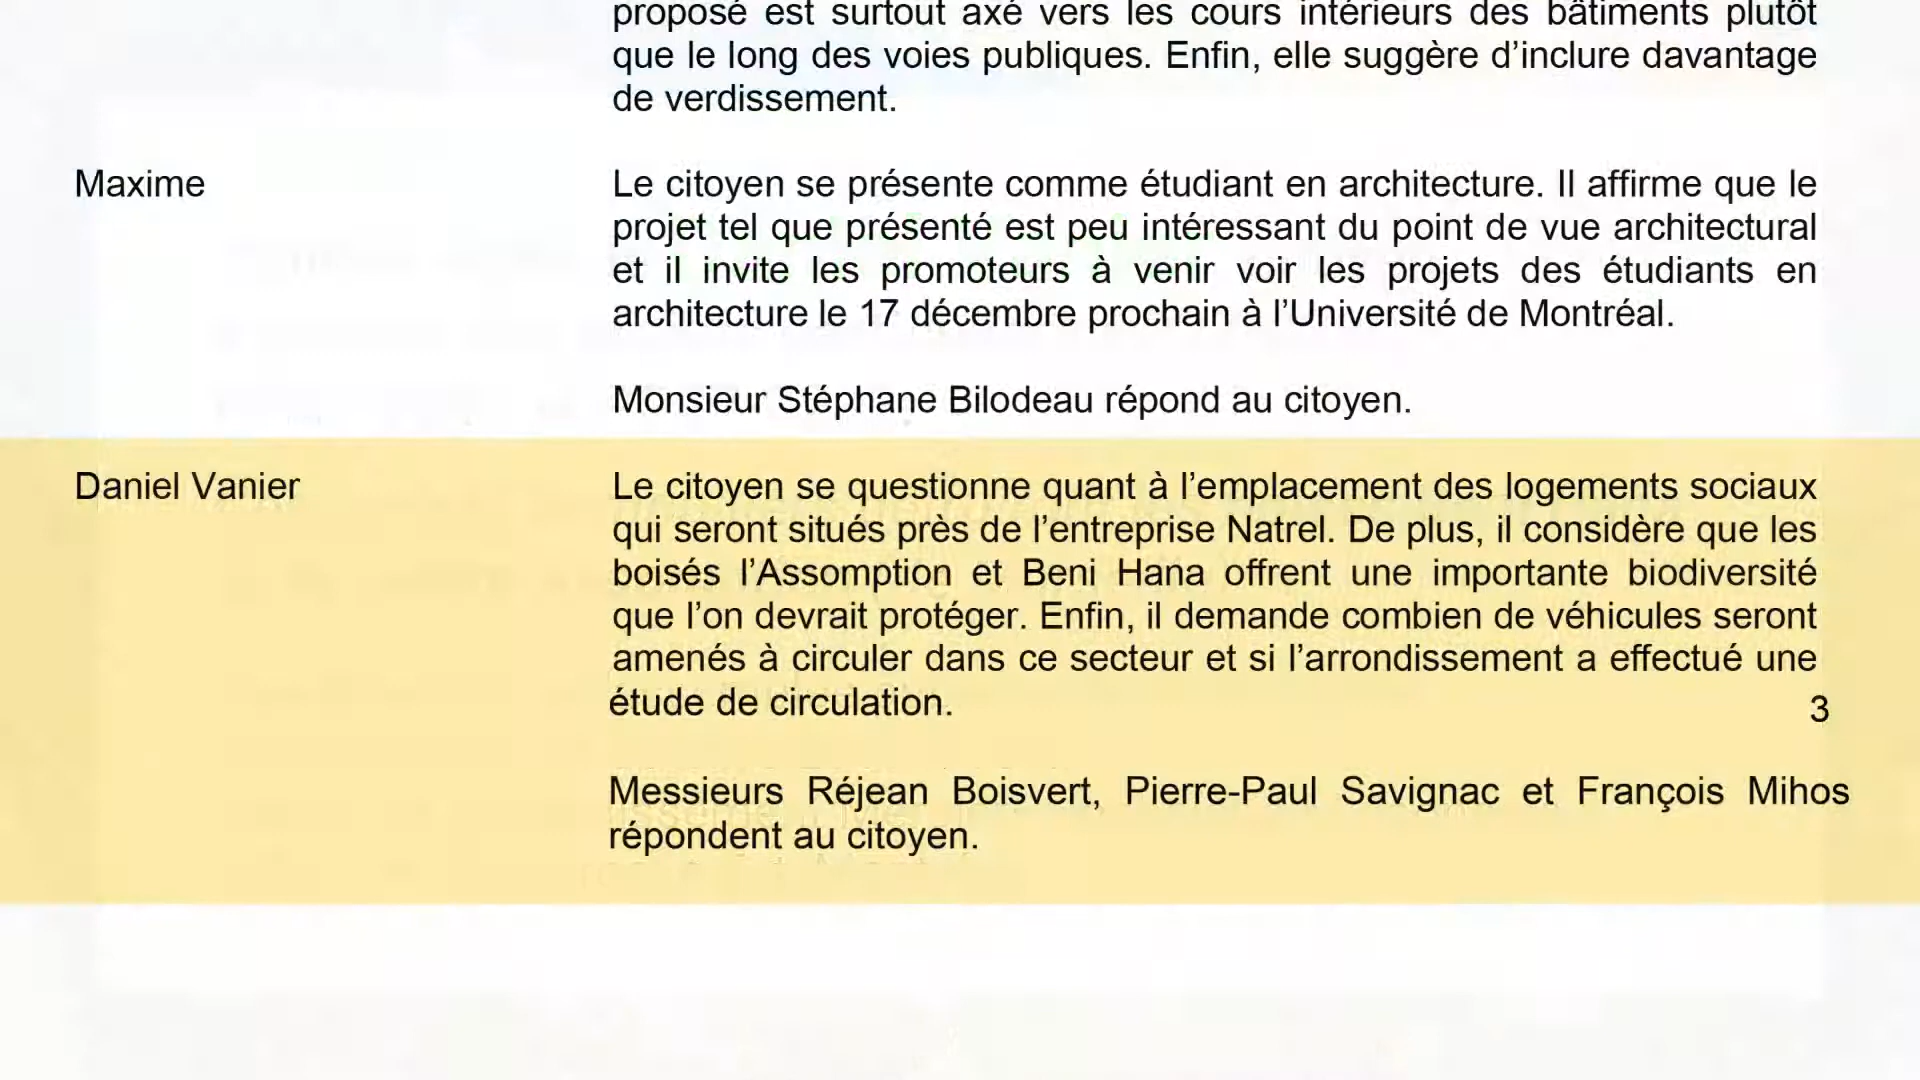 proposé est surtout axé vers les cours intérieurs des bâtiments plutôt
que le long des voies publiques. Enfin, elle suggère d’inclure davantage
de verdissement.
Maxime
Le citoyen se présente comme étudiant en architecture. Il affirme que le
projet tel que présenté est peu intéressant du point de vue architectural
et il invite les promoteurs à venir voir les projets des étudiants en
architecture le 17 décembre prochain à l’Université de Montréal.
Monsieur Stéphane Bilodeau répond au citoyen.
Daniel Vanier
Le citoyen se questionne quant à l’emplacement des logements sociaux
qui seront situés près de l’entreprise Natrel. De plus, il considère que les
boisés l’Assomption et Beni Hana offrent une importante biodiversité
que l’on devrait protéger. Enfin, il demande combien de véhicules seront
amenés à circuler dans ce secteur et si l’arrondissement a effectué une
étude de circulation.
3
Messieurs Réjean Boisvert, Pierre-Paul Savignac et François Mihos
répondent au citoyen.